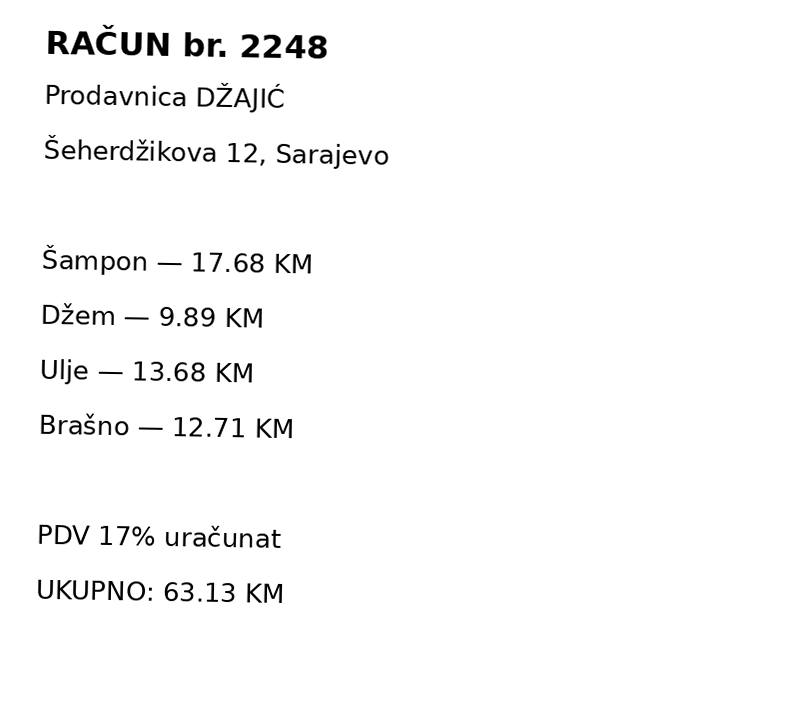 RAČUN br. 2248
Prodavnica DŽAJIĆ
Šeherdžikova 12, Sarajevo
Šampon — 17.68 KM
Džem — 9.89 KM
Ulje — 13.68 KM
Brašno — 12.71 KM
PDV 17% uračunat
UKUPNO: 63.13 KM